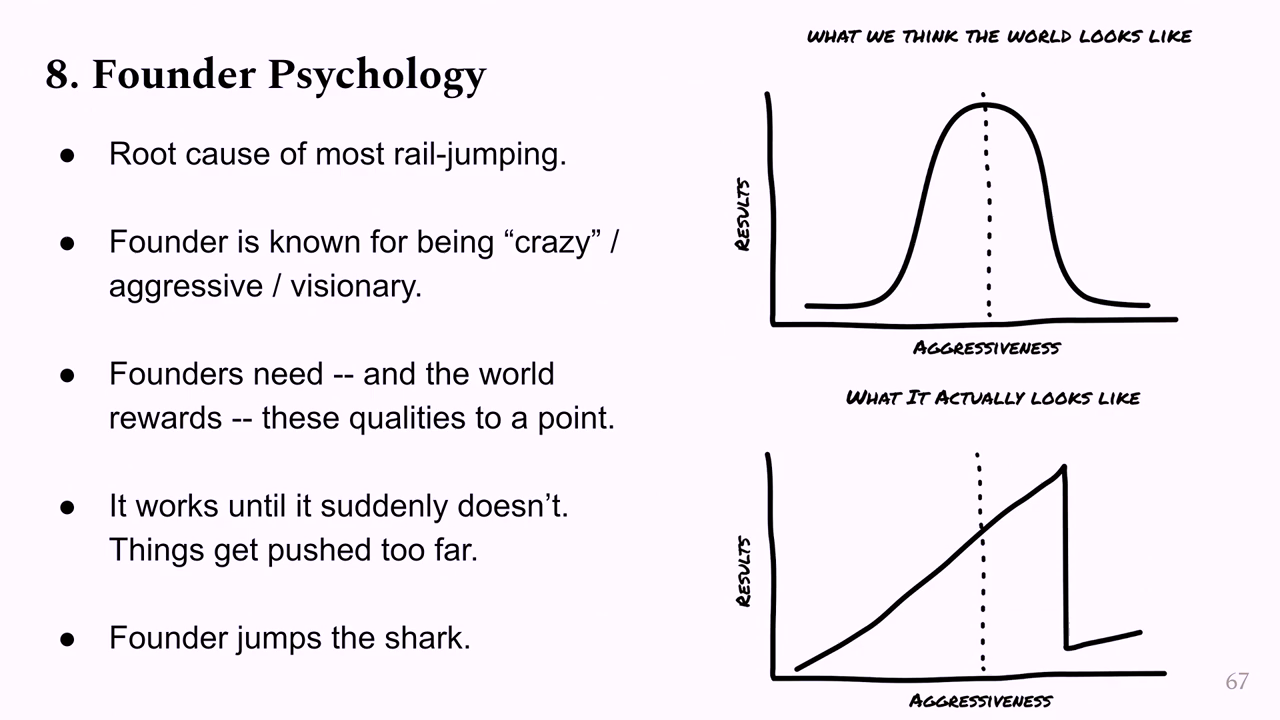 8. Founder Psychology
● Root cause of most rail-jumping.
● Founder is known for being “crazy” /
aggressive / visionary.
● Founders need -- and the world
rewards -- these qualities to a point.
● It works until it suddenly doesn’t.
Things get pushed too far.
● Founder jumps the shark.
WHAT WE THINK THE WORLD LOOKS LIKE
RESULTS
AGGRESSIVENESS
WHAT IT ACTUALLY LOOKS LIKE
RESULTS
AGGRESSIVENESS
67